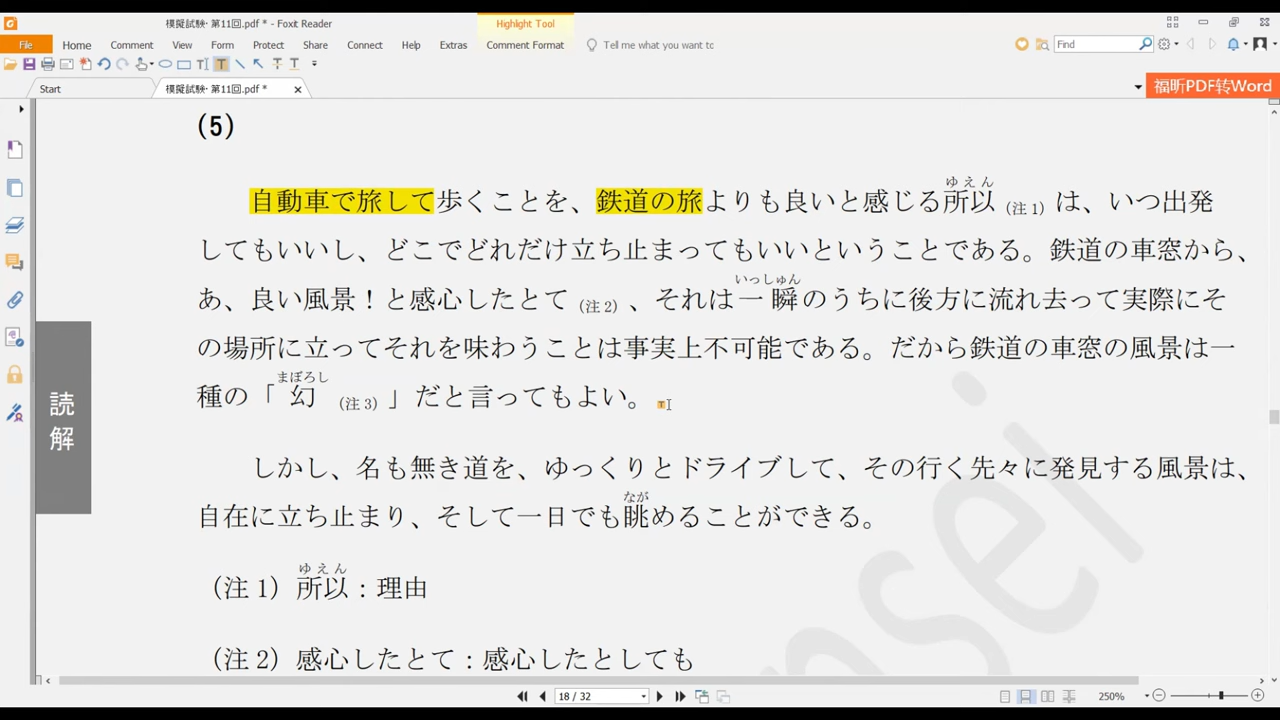 模擬試験· 第11回.pdf * - Foxit Reader
Highlight Tool
File Home Comment View Form Protect Share Connect Help Extras Comment Format Tell me what you want tc Find
Start 模擬試験· 第11回.pdf *
福昕PDF转Word
(5)
ゆえん
自動車で旅して歩くことを、鉄道の旅よりも良いと感じる所以(注1)は、いつ出発
してもいいし、どこでどれだけ立ち止まってもいいということである。鉄道の車窓から、
いっしゅん
あ、良い風景！と感心したとて(注2)、それは一瞬のうちに後方に流れ去って実際にそ
の場所に立ってそれを味わうことは事実上不可能である。だから鉄道の車窓の風景は一
まぼろし
種の「幻(注3)」だと言ってもよい。
しかし、名も無き道を、ゆっくりとドライブして、その行く先々に発見する風景は、
なが
自在に立ち止まり、そして一日でも眺めることができる。
ゆえん
（注1）所以：理由
（注2）感心したとて：感心したとしても
読解
nsei
18 / 32
250%